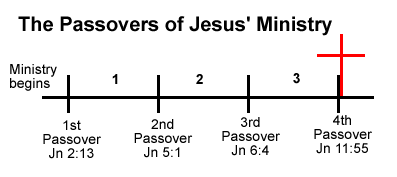 The Passovers of Jesus' Ministry
Ministry
begins
1
2
3
1st
Passover
Jn 2:13
2nd
Passover
Jn 5:1
3rd
Passover
Jn 6:4
4th
Passover
Jn 11:55